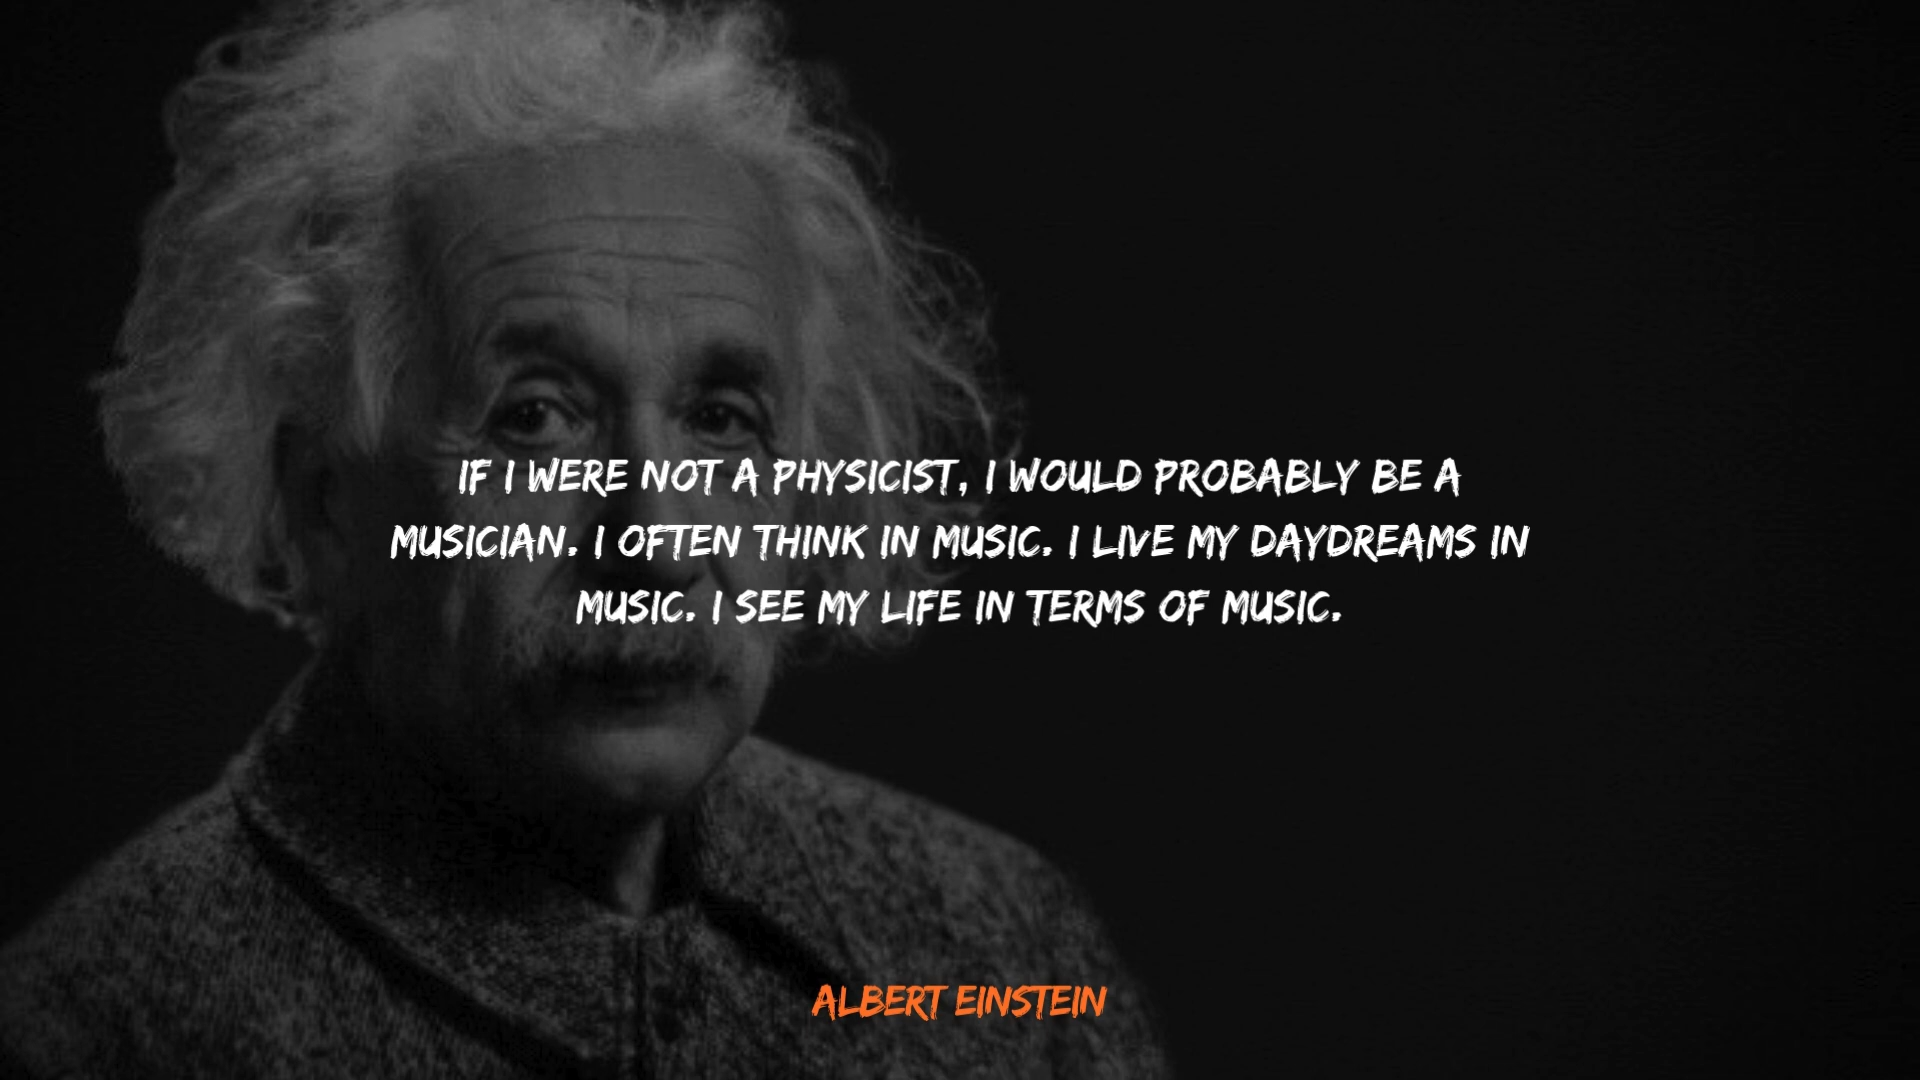 IF I WERE NOT A PHYSICIST, I WOULD PROBABLY BE A
MUSICIAN. I OFTEN THINK IN MUSIC. I LIVE MY DAYDREAMS IN
MUSIC. I SEE MY LIFE IN TERMS OF MUSIC.
ALBERT EINSTEIN